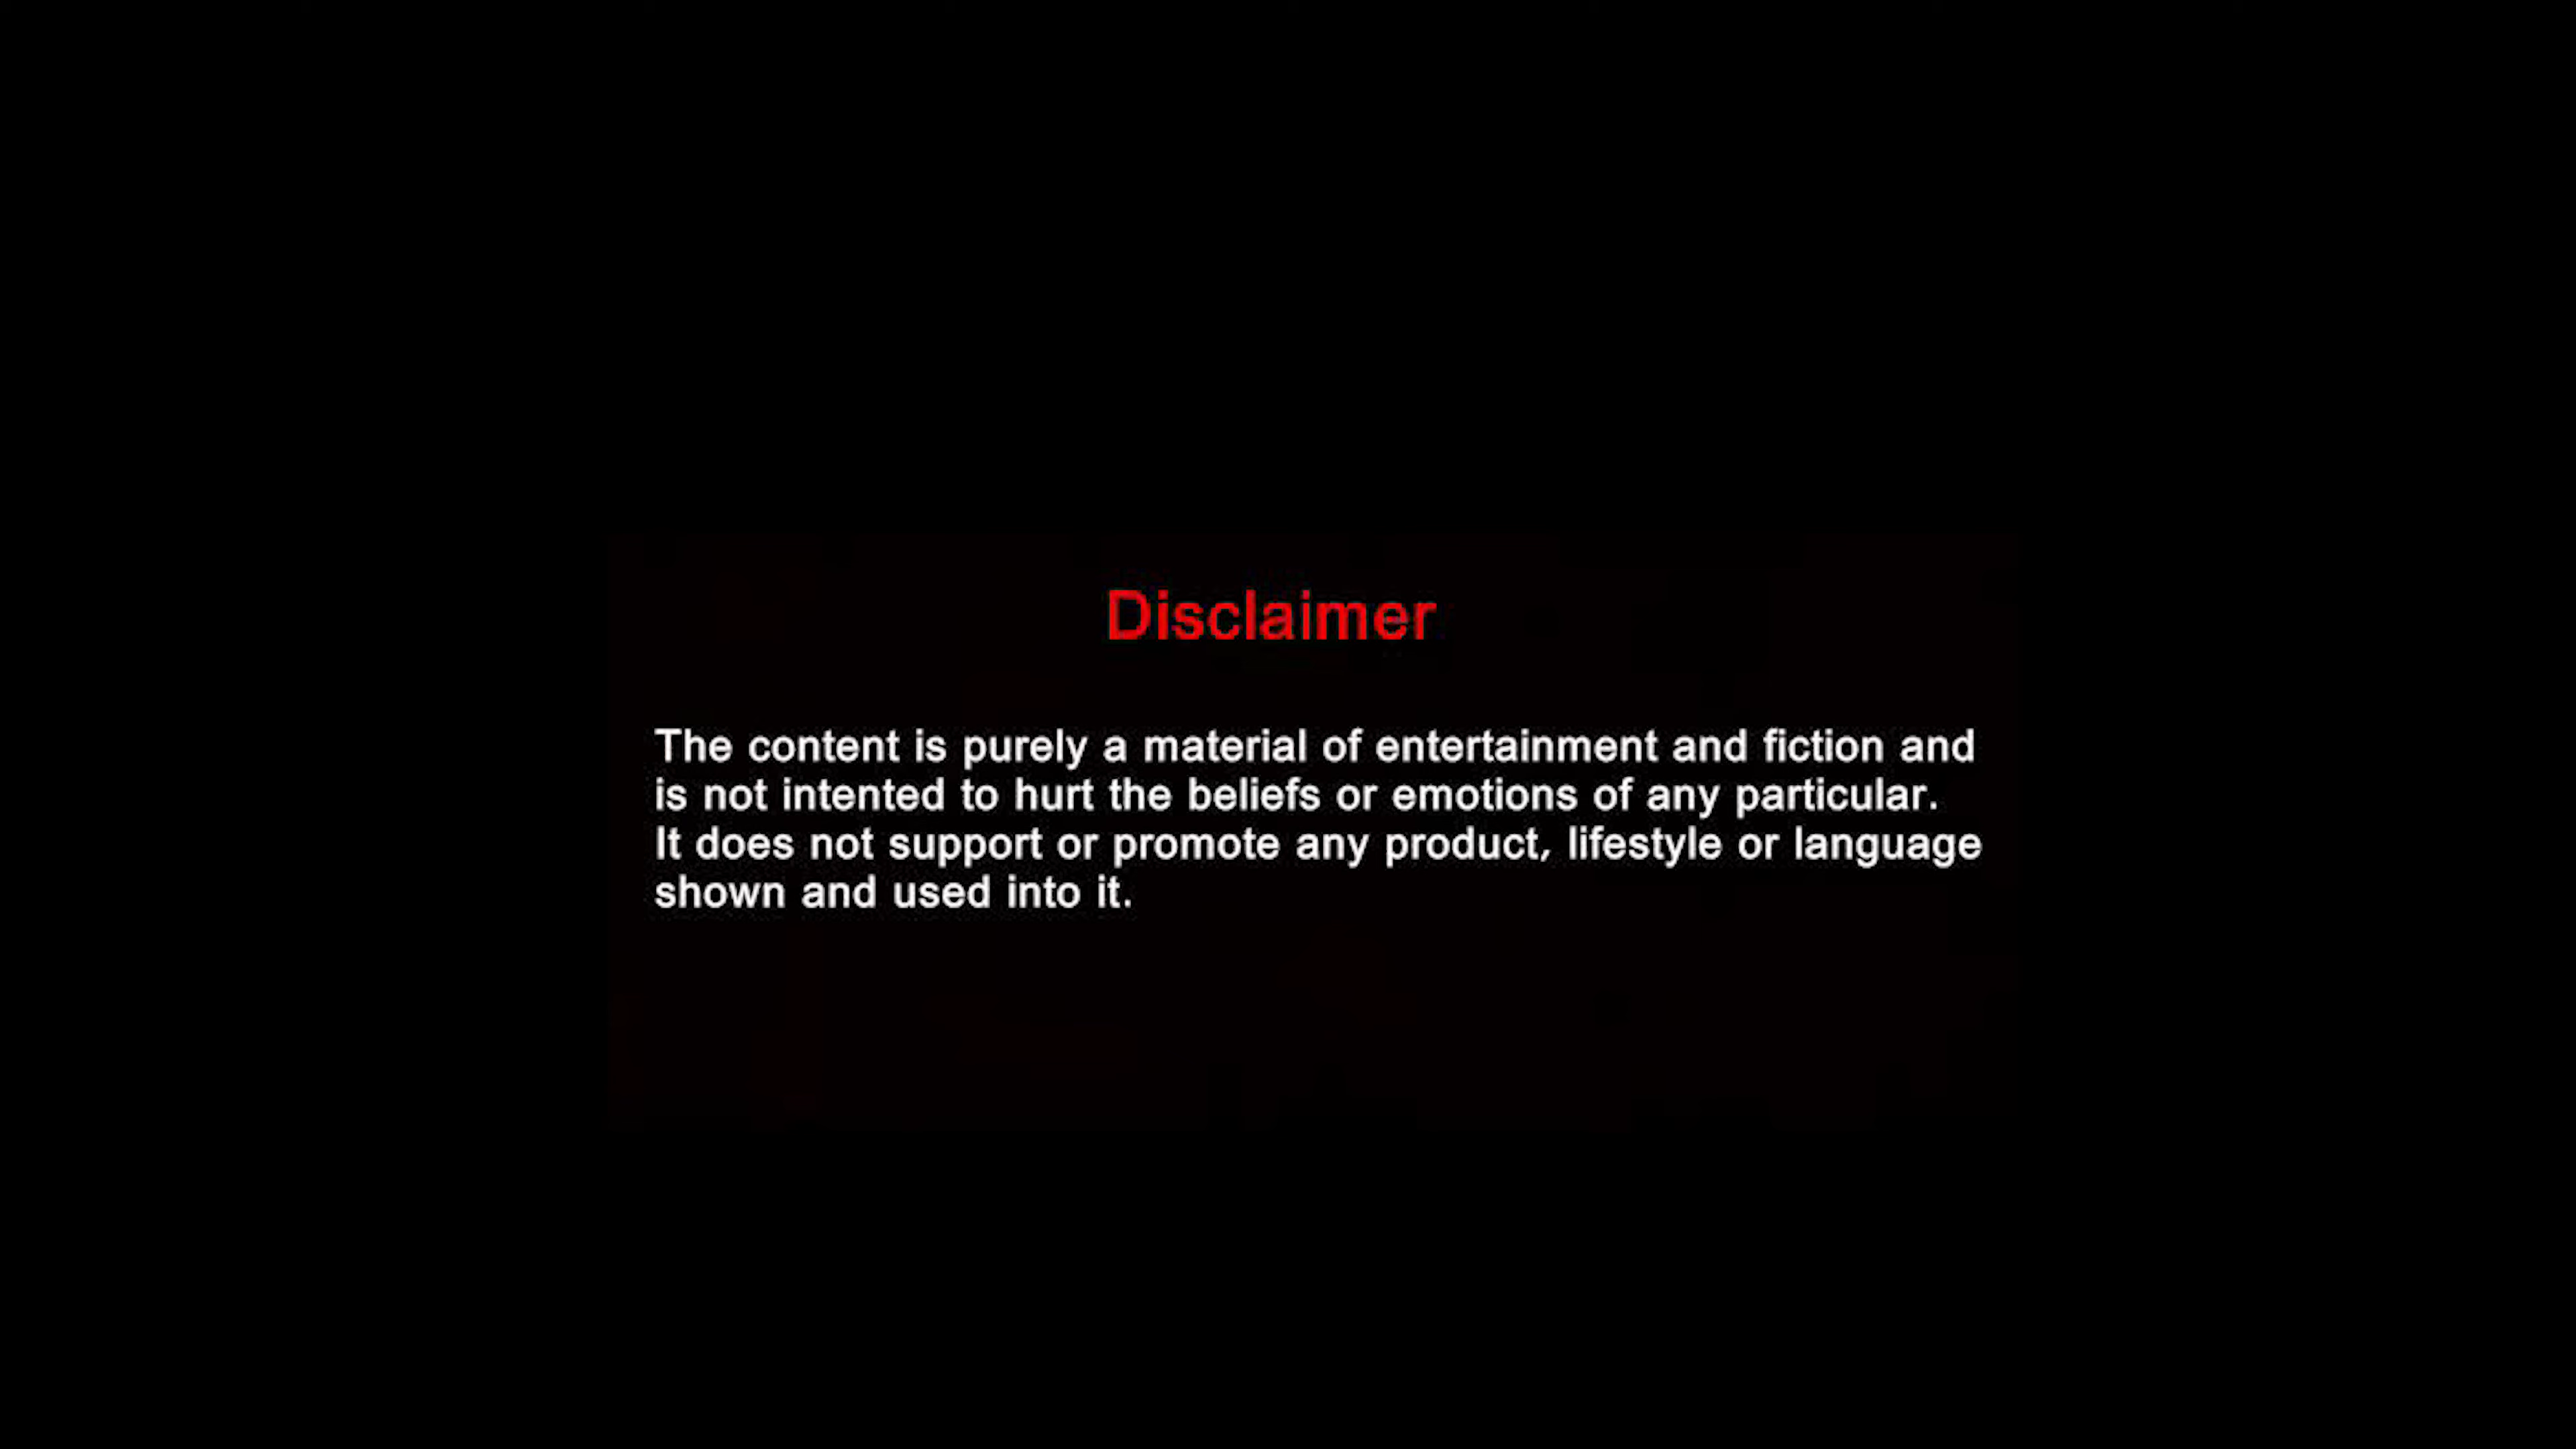 Disclaimer
The content is purely a material of entertainment and fiction and
is not intented to hurt the beliefs or emotions of any particular.
It does not support or promote any product, lifestyle or language
shown and used into it.